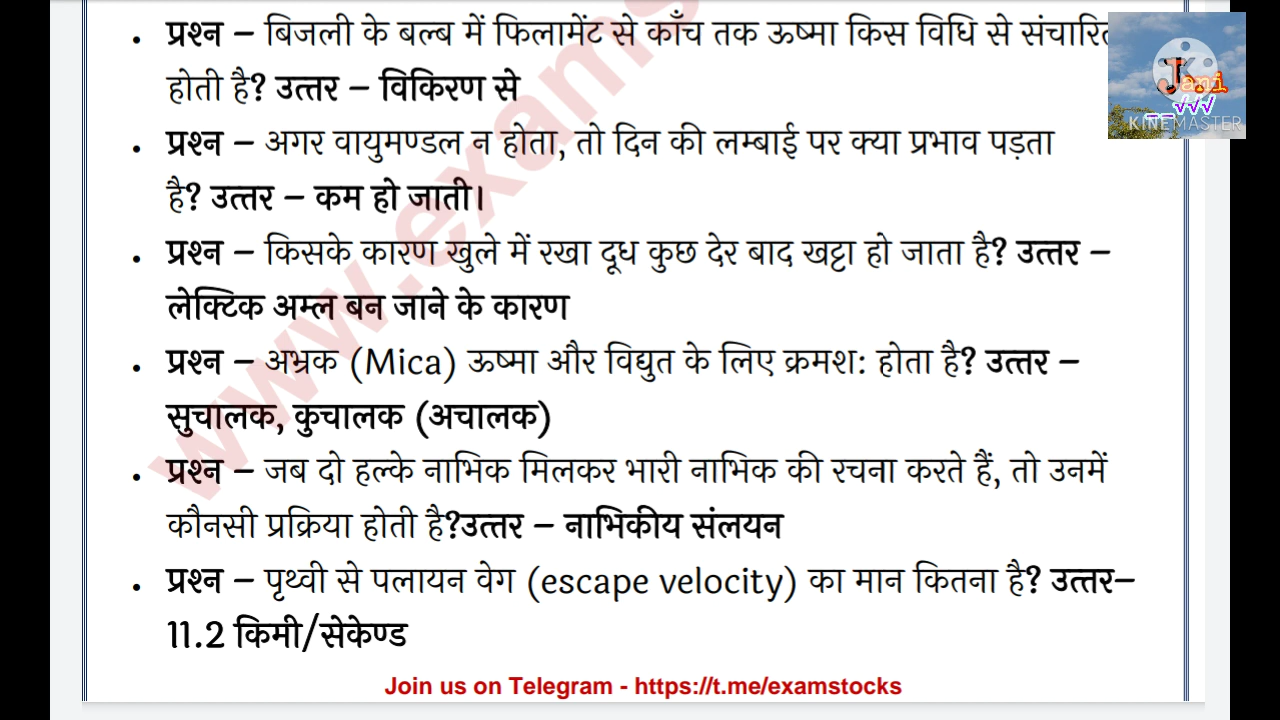 • प्रश्न – बिजली के बल्ब में फिलामेंट से काँच तक ऊष्मा किस विधि से संचारित
होती है? उत्तर – विकिरण से
• प्रश्न – अगर वायुमण्डल न होता, तो दिन की लम्बाई पर क्या प्रभाव पड़ता
है? उत्तर – कम हो जाती।
• प्रश्न – किसके कारण खुले में रखा दूध कुछ देर बाद खट्टा हो जाता है? उत्तर –
लेक्टिक अम्ल बन जाने के कारण
• प्रश्न – अभ्रक (Mica) ऊष्मा और विद्युत के लिए क्रमश: होता है? उत्तर –
सुचालक, कुचालक (अचालक)
• प्रश्न – जब दो हल्के नाभिक मिलकर भारी नाभिक की रचना करते हैं, तो उनमें
कौनसी प्रक्रिया होती है?उत्तर – नाभिकीय संलयन
• प्रश्न – पृथ्वी से पलायन वेग (escape velocity) का मान कितना है? उत्तर–
11.2 किमी/सेकेण्ड
Join us on Telegram - https://t.me/examstocks
www.exams
Jani
√√√
KINEMASTER